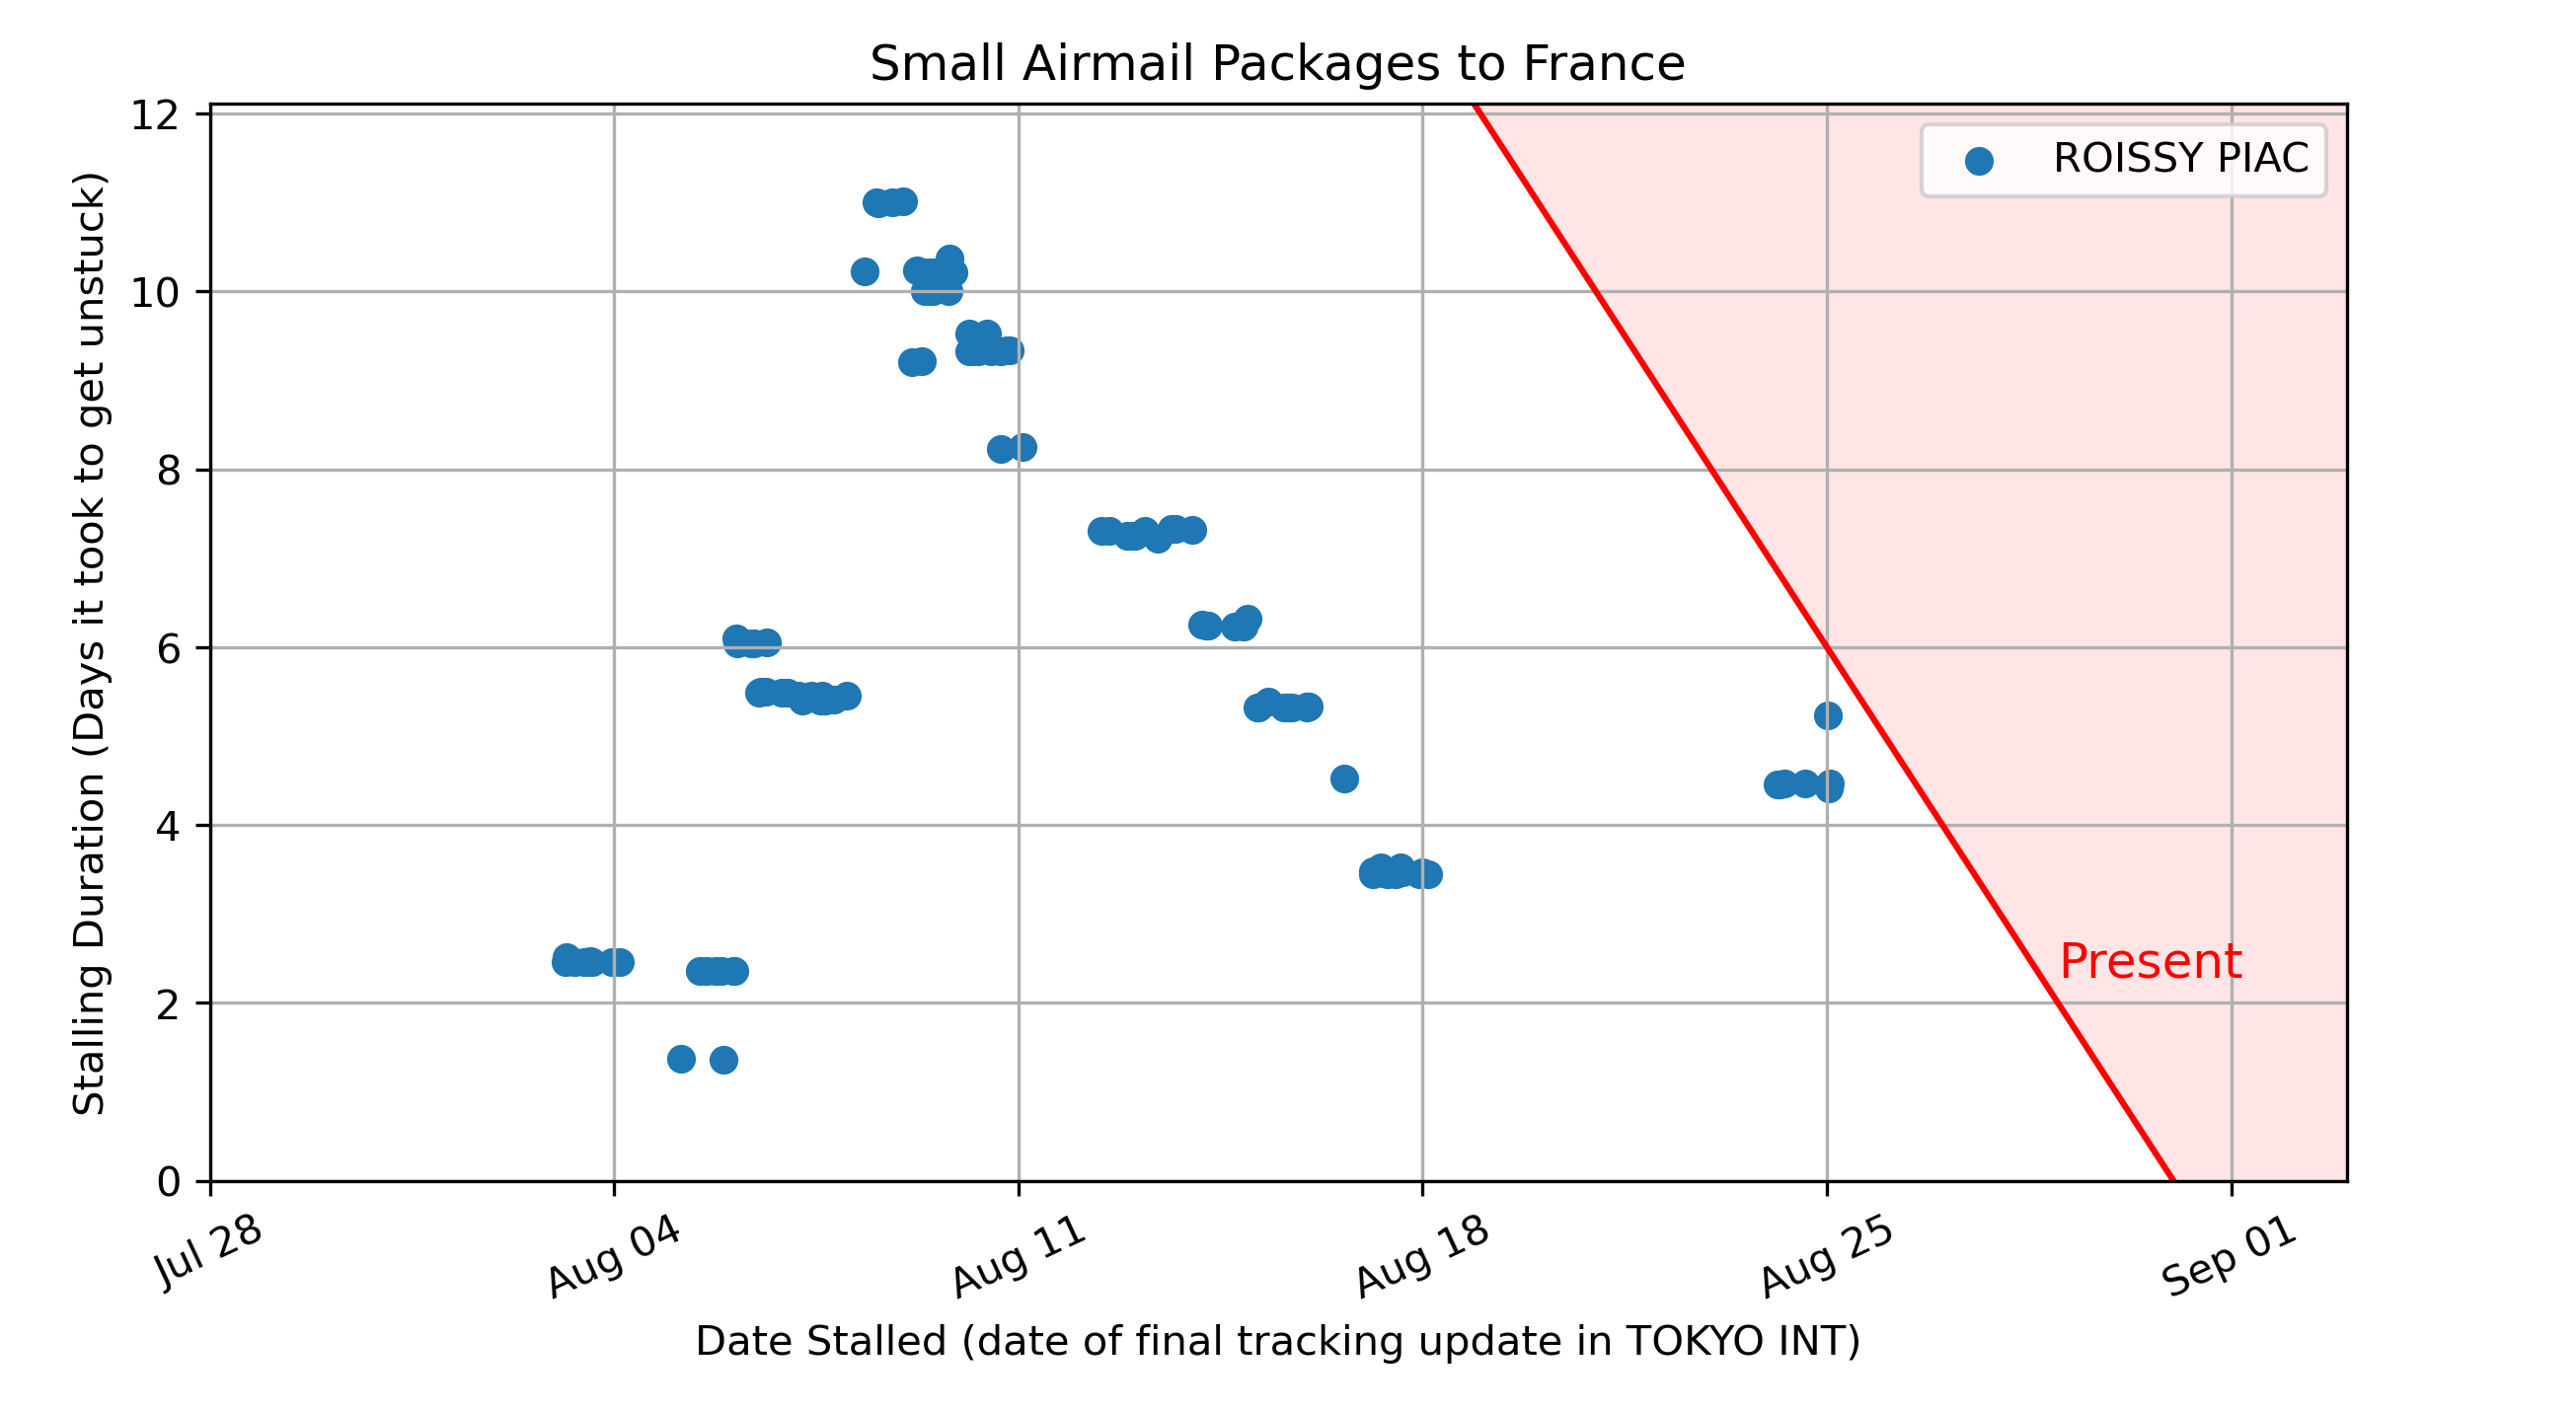 Small Airmail Packages to France
Stalling Duration (Days it took to get unstuck)
12
10
8
6
4
2
0
ROISSY PIAC
Present
Jul 28
Aug 04
Aug 11
Aug 18
Aug 25
Sep 01
Date Stalled (date of final tracking update in TOKYO INT)